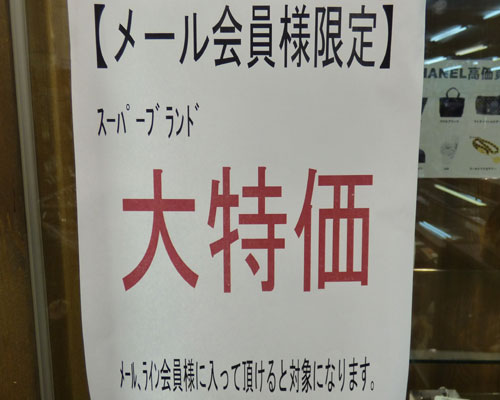 【メール会員様限定】
ｽｰﾊﾟｰﾌﾞﾗﾝﾄﾞ
大特価
ﾒｰﾙ､ﾗｲﾝ会員様に入って頂けると対象になります。